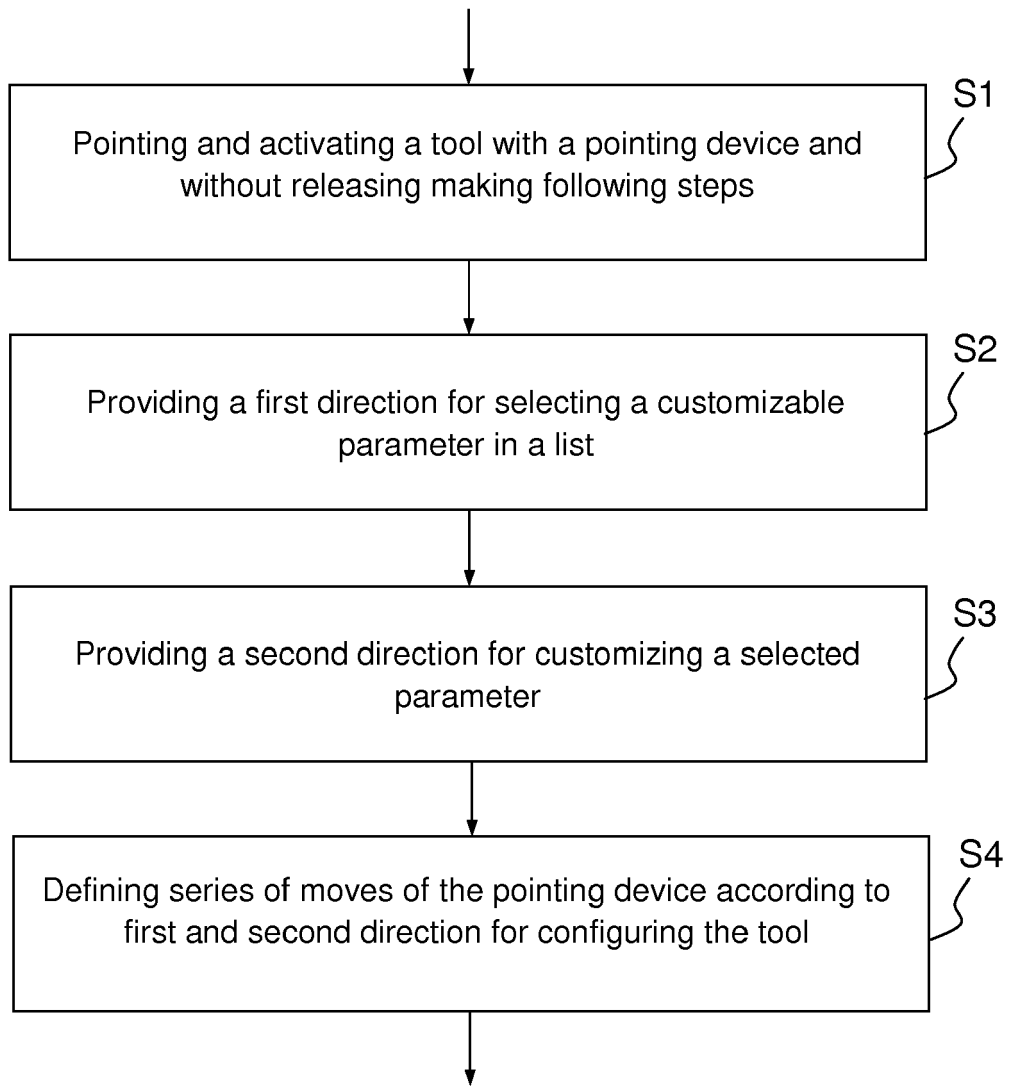 S1
Pointing and activating a tool with a pointing device and
without releasing making following steps
S2
Providing a first direction for selecting a customizable
parameter in a list
S3
Providing a second direction for customizing a selected
parameter
S4
Defining series of moves of the pointing device according to
first and second direction for configuring the tool